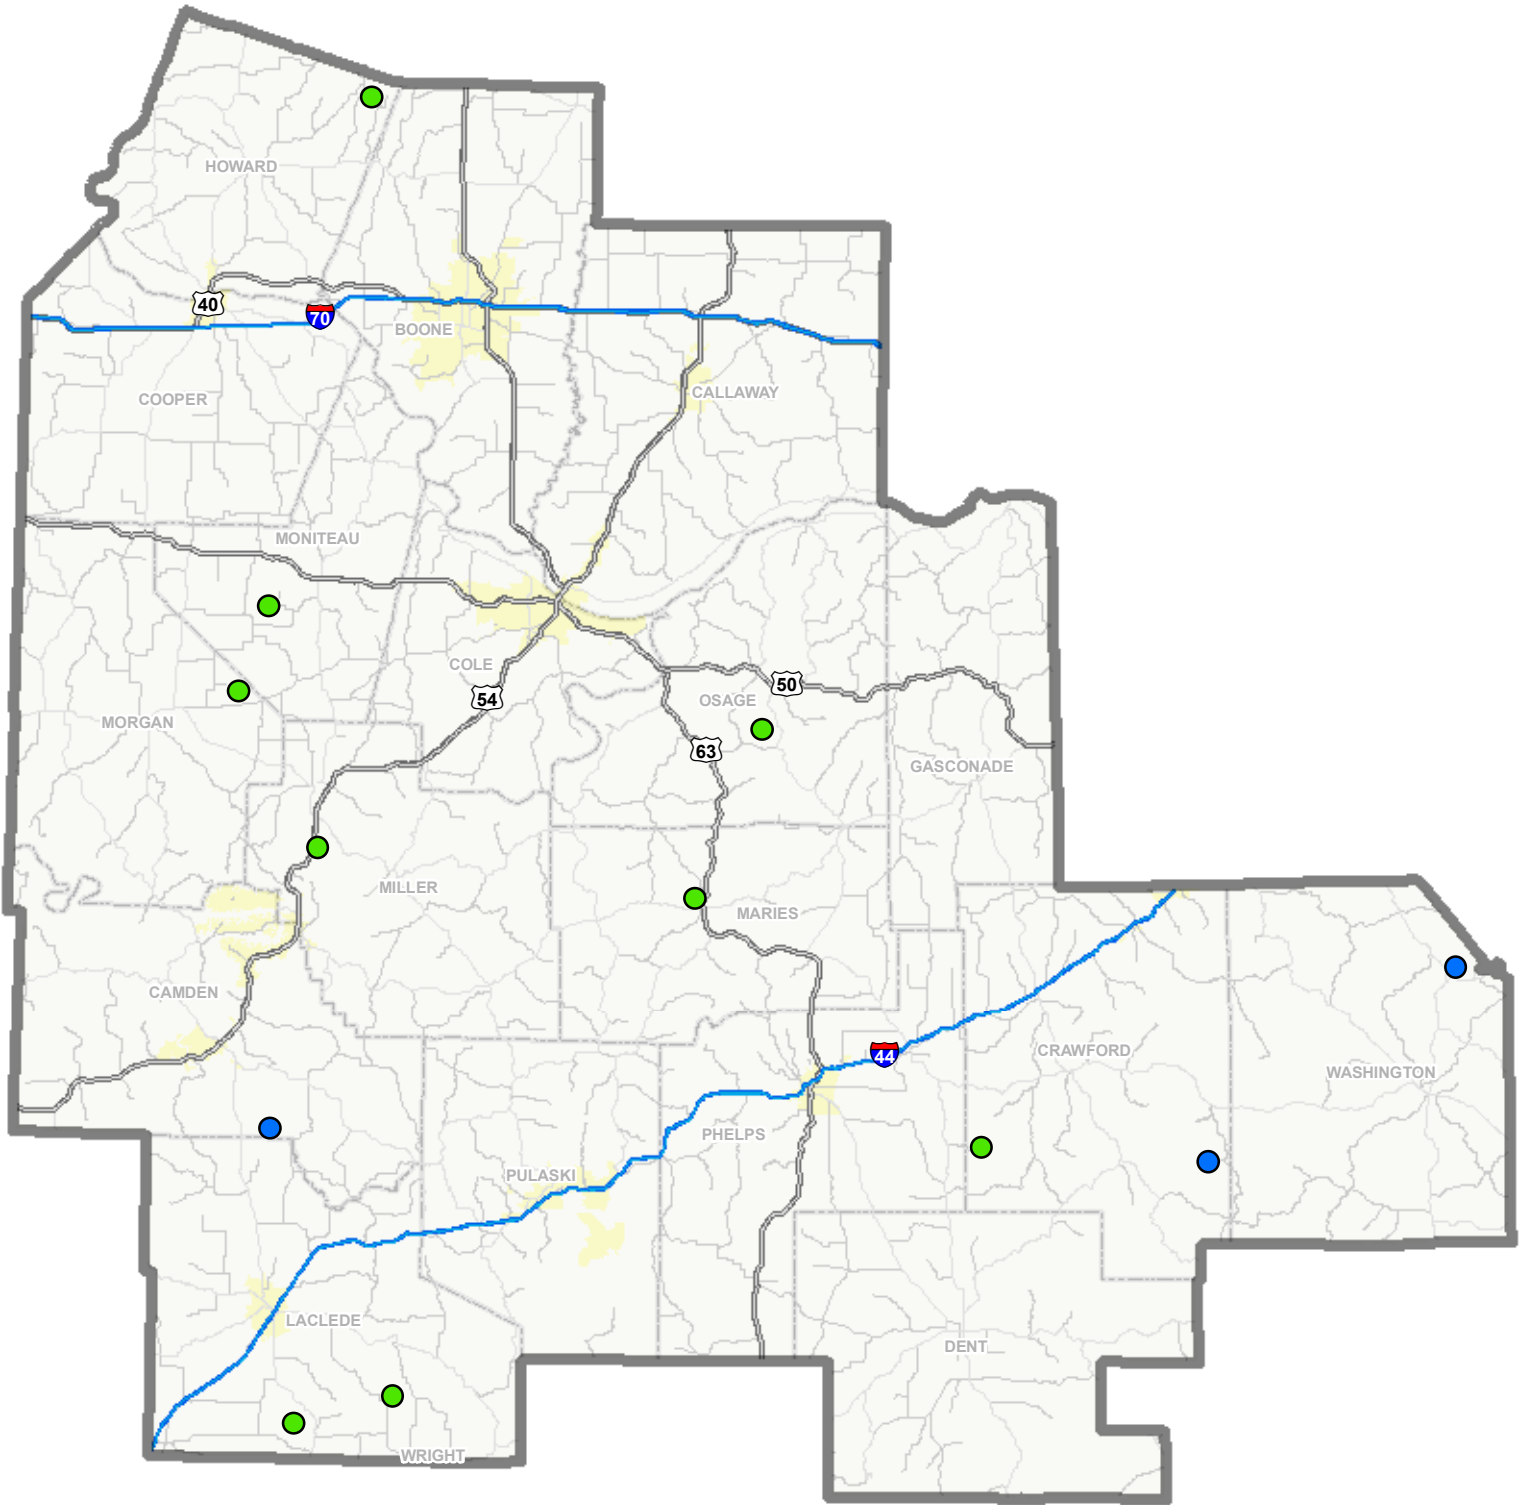 HOWARD
40
70
BOONE
COOPER
CALLAWAY
MONITEAU
COLE
54
50
OSAGE
MORGAN
63
GASCONADE
MILLER
MARIES
CAMDEN
44
CRAWFORD
WASHINGTON
PHELPS
PULASKI
LACLEDE
DENT
WRIGHT